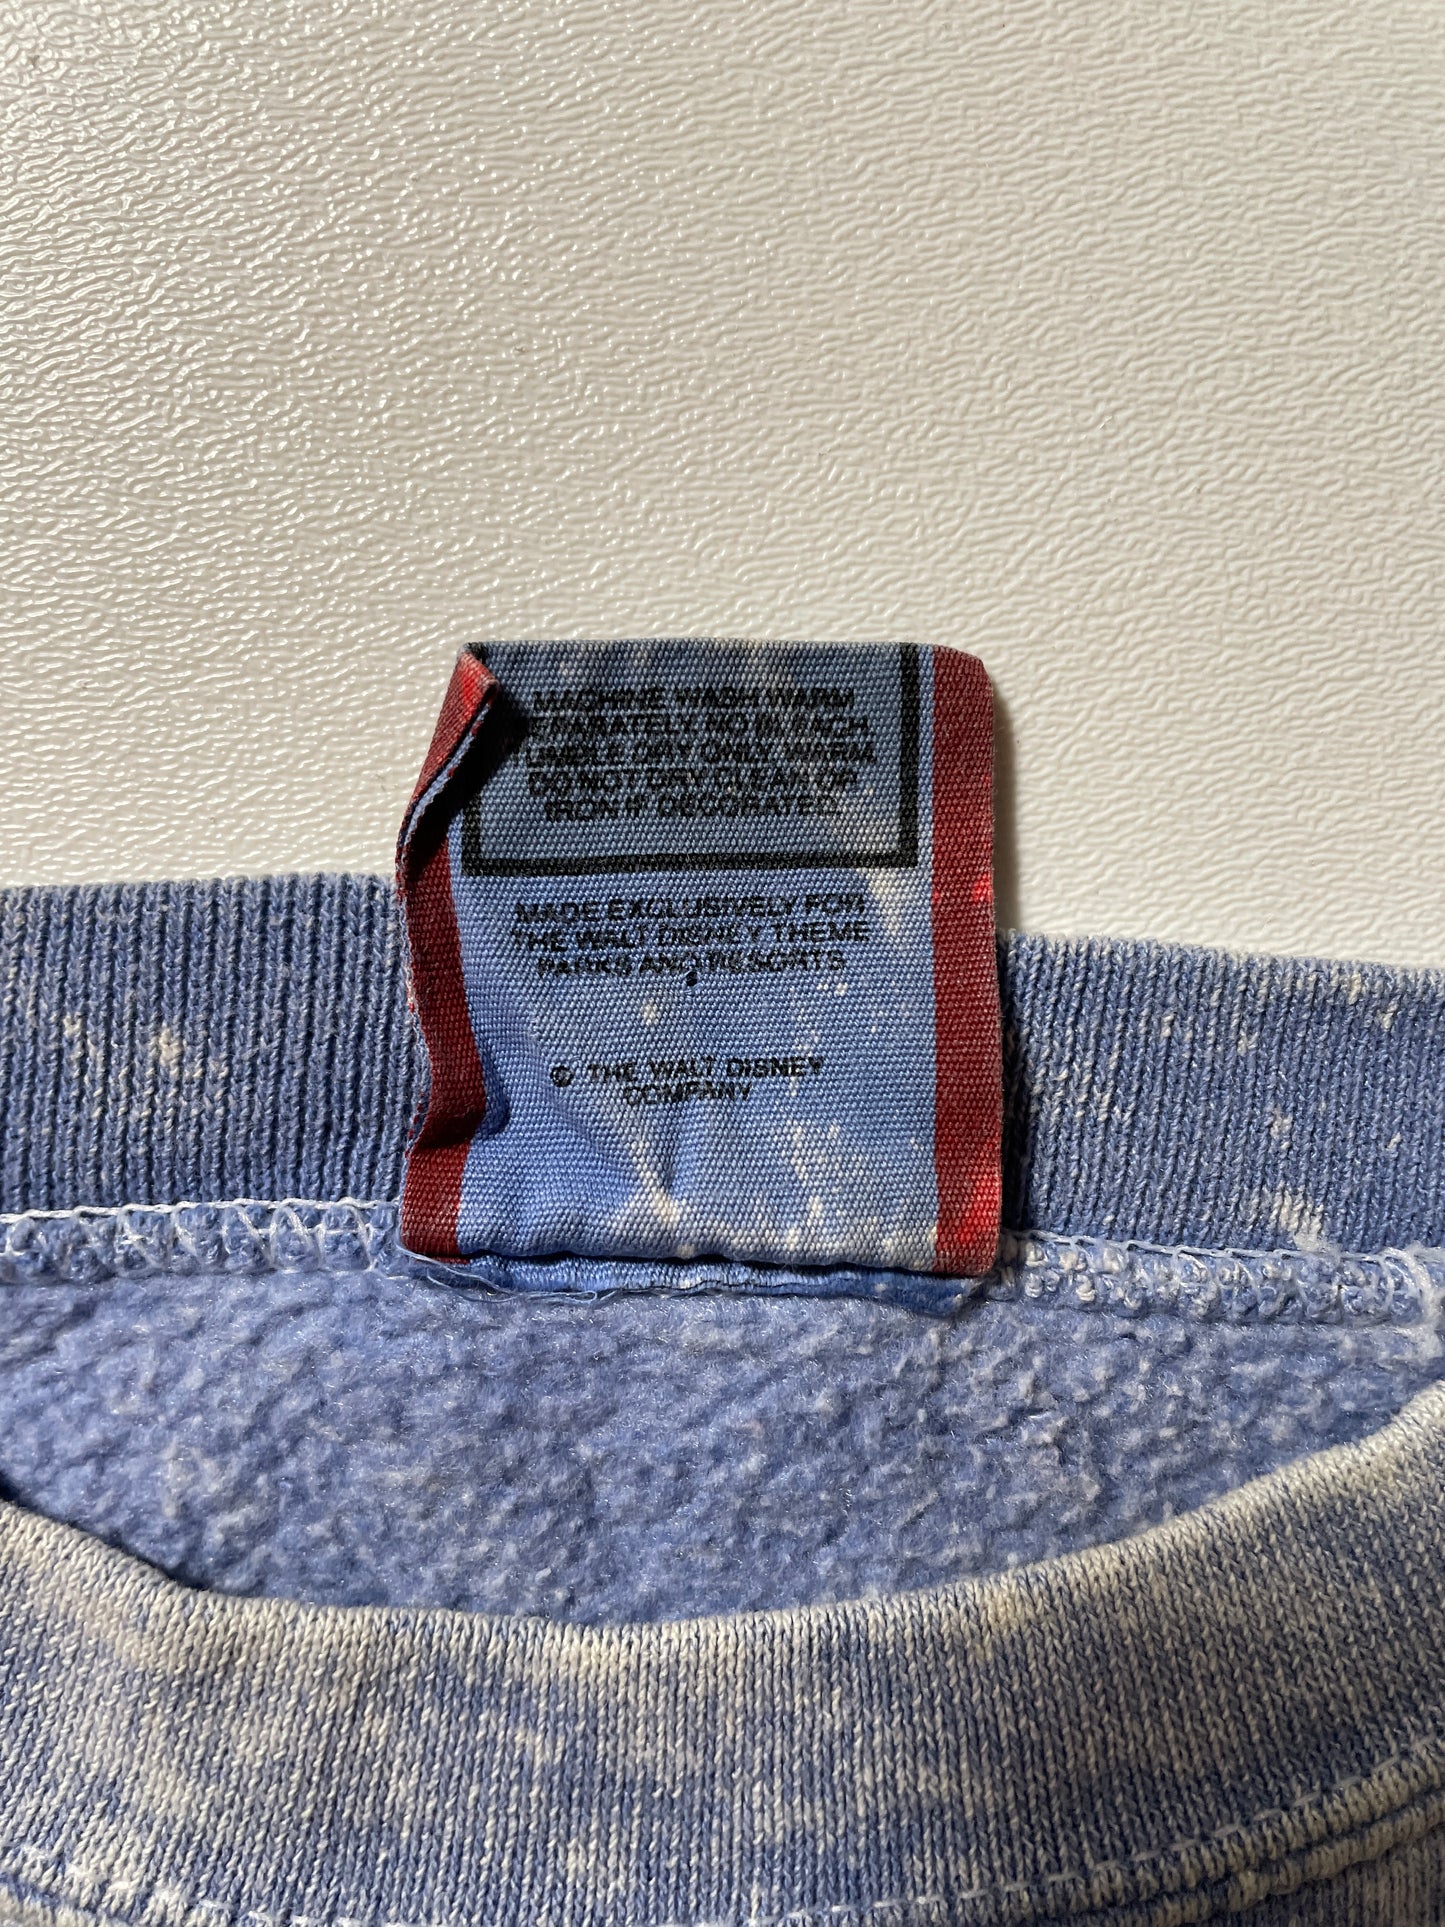 MACHINE WASH WARM
SEPARATELY, NO BLEACH
TUMBLE DRY ONLY, WARM
DO NOT DRY CLEAN OR
IRON IF DECORATED
MADE EXCLUSIVELY FOR
THE WALT DISNEY THEME
PARKS AND RESORTS
© THE WALT DISNEY
COMPANY